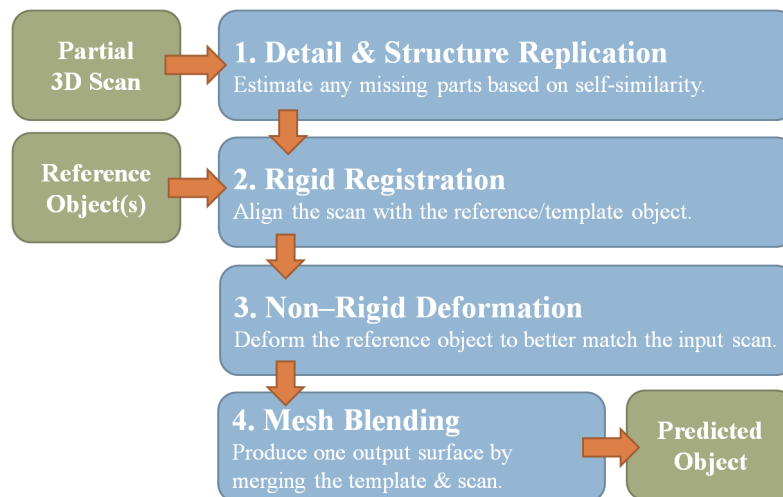 Partial
3D Scan
1. Detail & Structure Replication
Estimate any missing parts based on self-similarity.
Reference
Object(s)
2. Rigid Registration
Align the scan with the reference/template object.
3. Non–Rigid Deformation
Deform the reference object to better match the input scan.
4. Mesh Blending
Produce one output surface by
merging the template & scan.
Predicted
Object